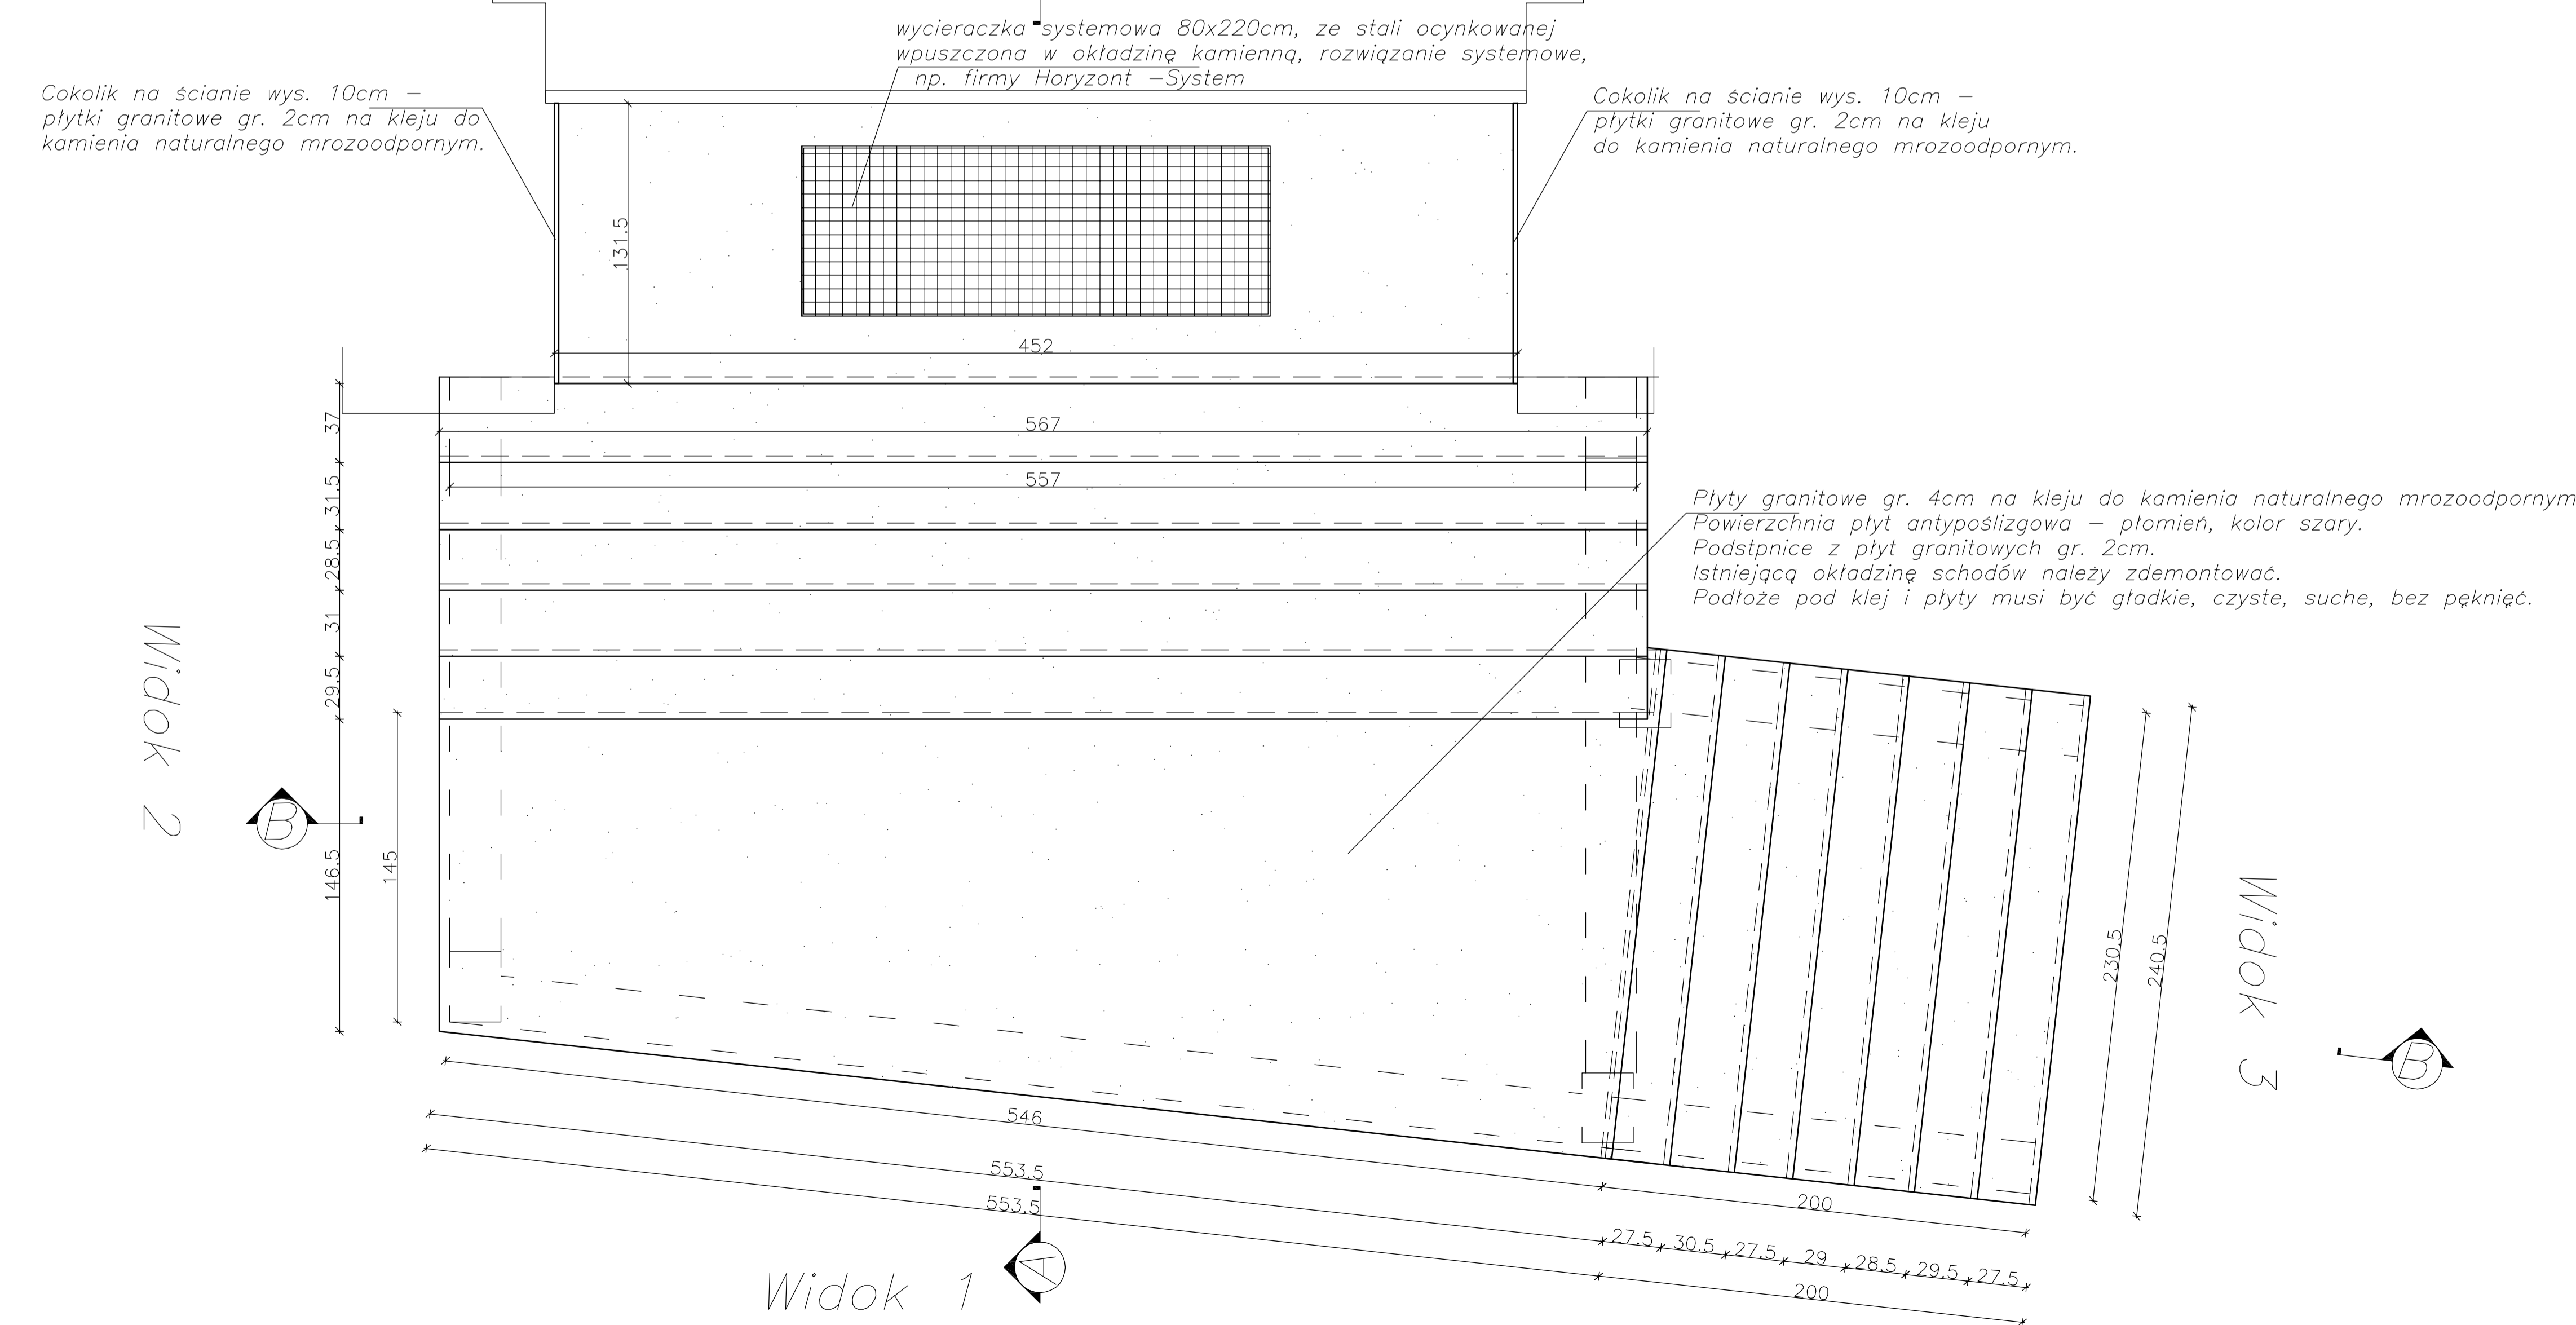 wycieraczka systemowa 80x220cm, ze stali ocynkowanej
wpuszczona w okładzinę kamienną, rozwiązanie systemowe,
np. firmy Horyzont –System
Cokolik na ścianie wys. 10cm –
płytki granitowe gr. 2cm na kleju do
kamienia naturalnego mrozoodpornym.
Cokolik na ścianie wys. 10cm –
płytki granitowe gr. 2cm na kleju
do kamienia naturalnego mrozoodpornym.
131.5
452
567
557
37
31.5
28.5
31
29.5
146.5
145
Płyty granitowe gr. 4cm na kleju do kamienia naturalnego mrozoodpornym
Powierzchnia płyt antypoślizgowa – płomień, kolor szary.
Podstpnice z płyt granitowych gr. 2cm.
Istniejącą okładzinę schodów należy zdemontować.
Podłoże pod klej i płyty musi być gładkie, czyste, suche, bez pęknięć.
Widok 2
B
230.5
240.5
Widok 3
B
546
553.5
553.5
200
27.5
30.5
27.5
29
28.5
29.5
27.5
200
Widok 1
A